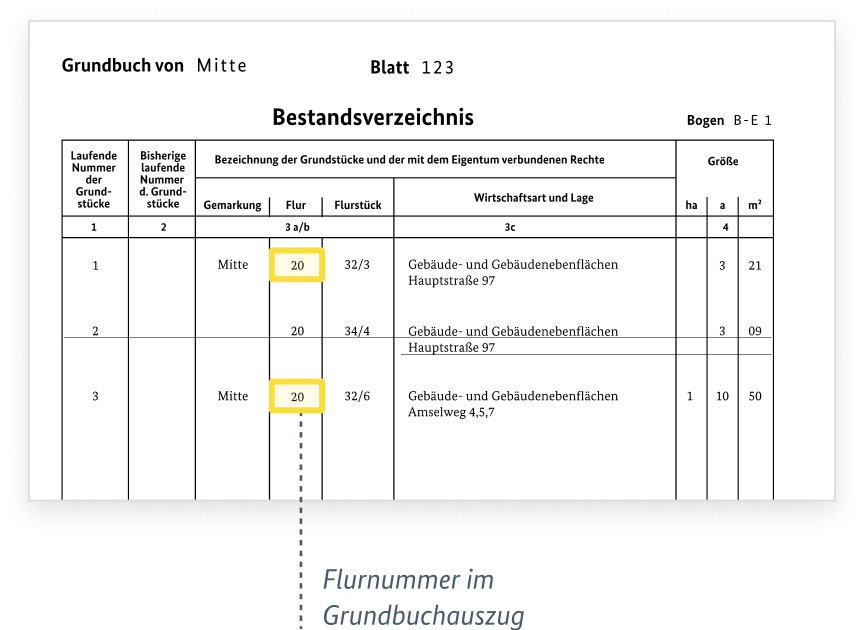 Grundbuch von Mitte Blatt 123
Bestandsverzeichnis Bogen B-E 1
Laufende Nummer der Grund- stücke Bisherige laufende Nummer d. Grund- stücke Bezeichnung der Grundstücke und der mit dem Eigentum verbundenen Rechte Größe
Gemarkung Flur Flurstück Wirtschaftsart und Lage ha a m²
1 2 3 a/b 3c 4
1 Mitte 20 32/3 Gebäude- und Gebäudenebenflächen 3 21
Hauptstraße 97
2 20 34/4 Gebäude- und Gebäudenebenflächen 3 09
Hauptstraße 97
3 Mitte 20 32/6 Gebäude- und Gebäudenebenflächen 1 10 50
Amselweg 4,5,7
Flurnummer im
Grundbuchauszug